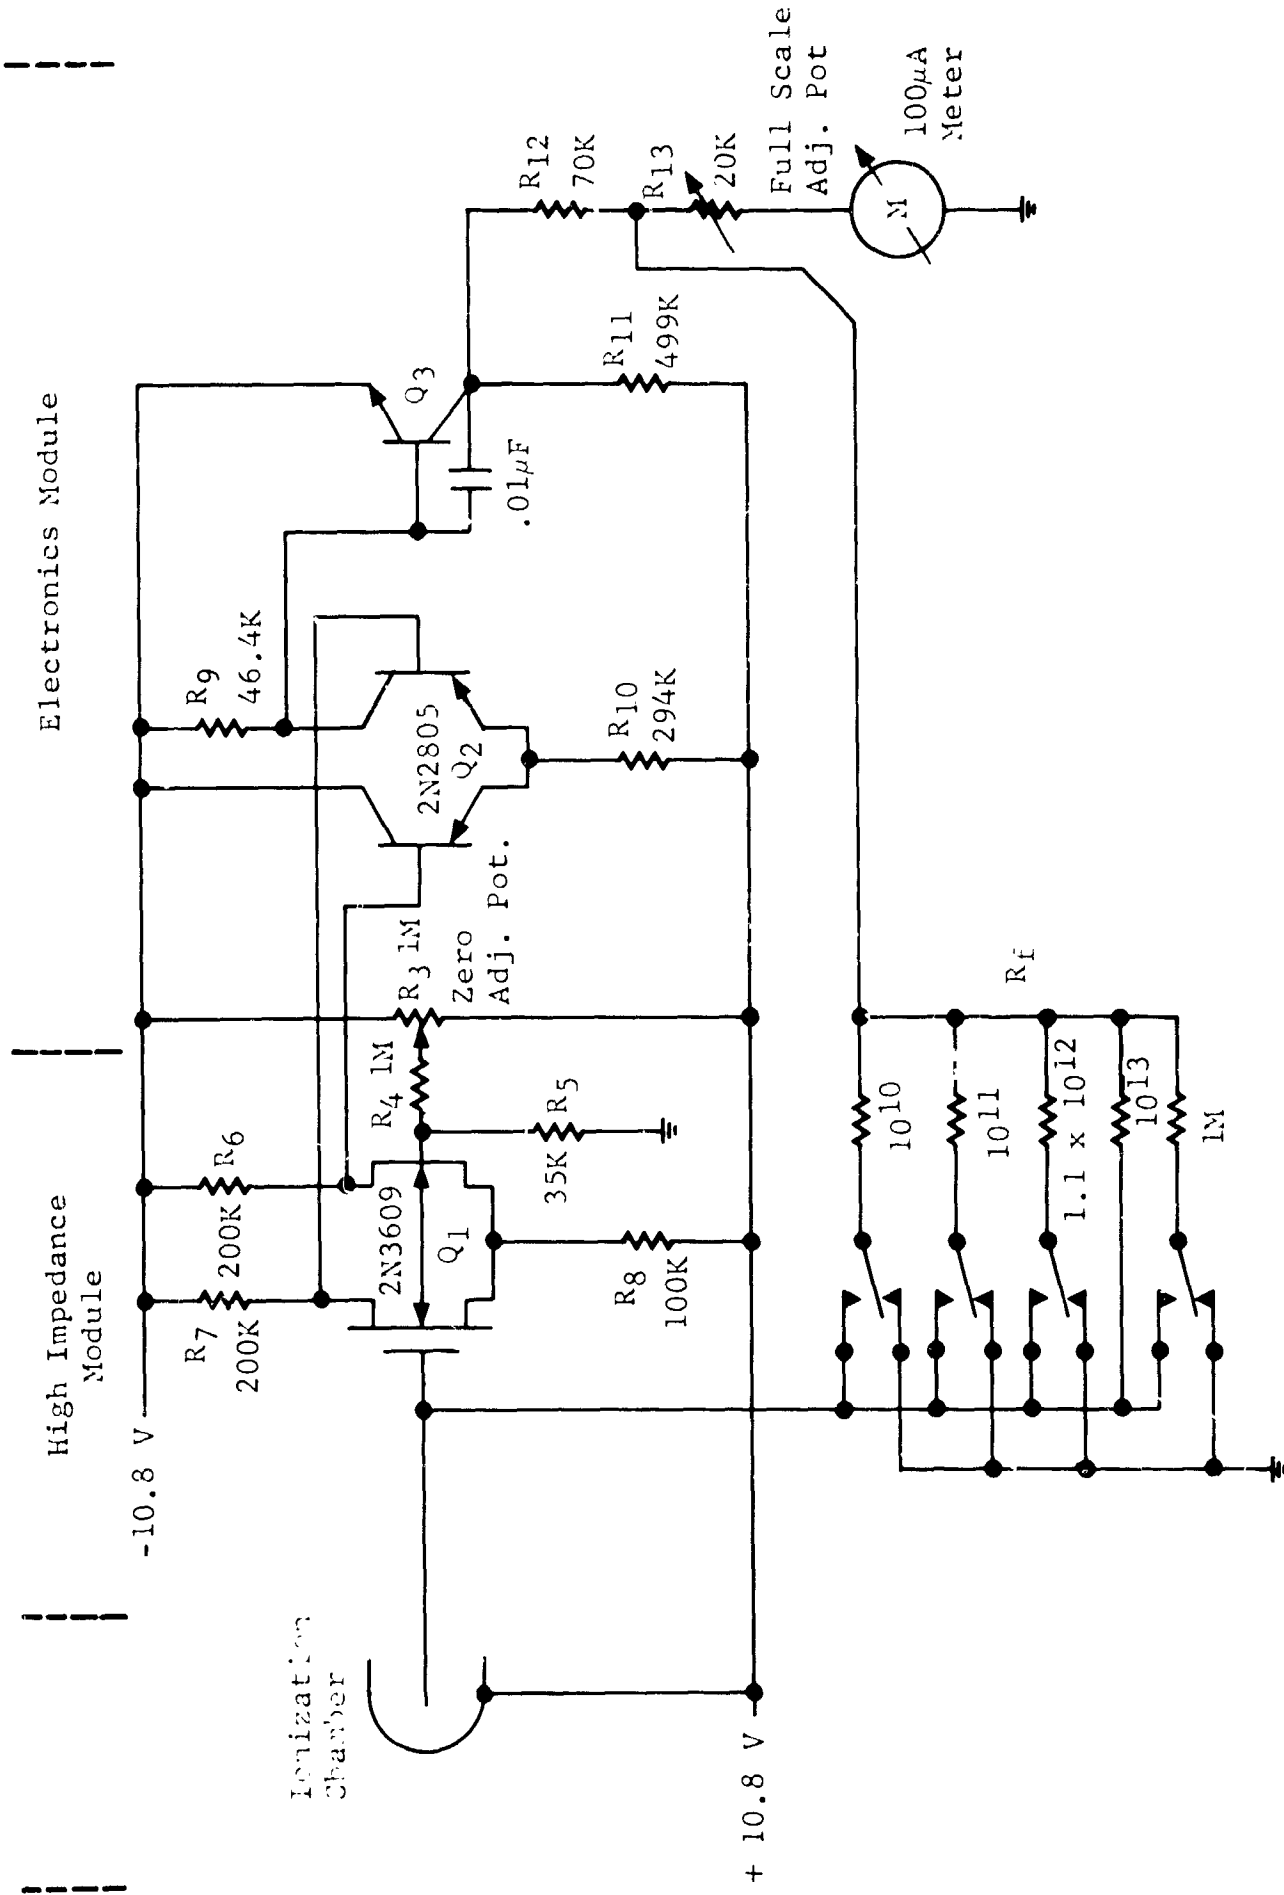 High Impedance
Module
Electronics Module
-10.8 V
R7
200K
R6
200K
2N3609
Q1
R8
100K
R4 1M
R5
35K
R3 1M
Zero
Adj. Pot.
2N2805
Q2
R9
46.4K
R10
294K
Q3
.01µF
R11
499K
R12
70K
R13
20K
Full Scale
Adj. Pot
M
100µA
Meter
Ionization
Chamber
+ 10.8 V
10^10
10^11
1.1 x 10^12
10^13
1M
Rf